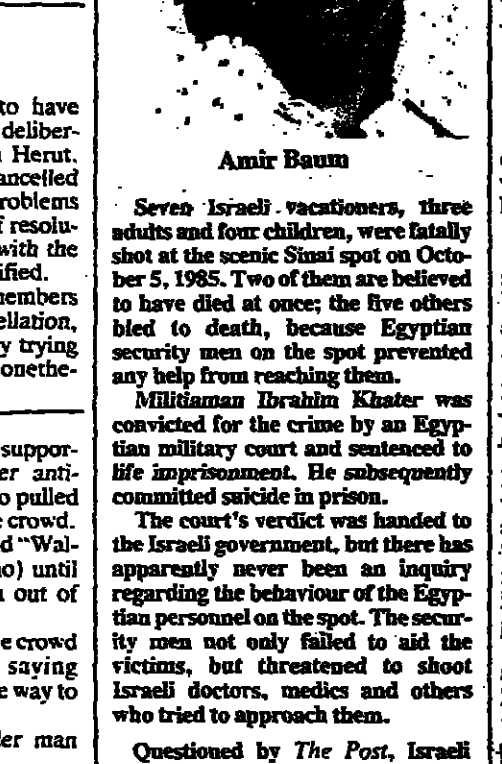 to have
deliber-
Herut.
ancelled
roblems
f resolu-
with the
ified.
nembers
ellation,
y trying
onethe-
suppor-
er anti-
o pulled
e crowd.
d "Wal-
no) until
out of
e crowd
saying
e way to
ler man
Amir Baum
Seven Israeli vacationers, three
adults and four children, were fatally
shot at the scenic Sinai spot on Octo-
ber 5, 1985. Two of them are believed
to have died at once; the five others
bled to death, because Egyptian
security men on the spot prevented
any help from reaching them.
Militiaman Ibrahim Khater was
convicted for the crime by an Egyp-
tian military court and sentenced to
life imprisonment. He subsequently
committed suicide in prison.
The court's verdict was handed to
the Israeli government, but there has
apparently never been an inquiry
regarding the behaviour of the Egyp-
tian personnel on the spot. The secur-
ity men not only failed to aid the
victims, but threatened to shoot
Israeli doctors, medics and others
who tried to approach them.
Questioned by The Post, Israeli